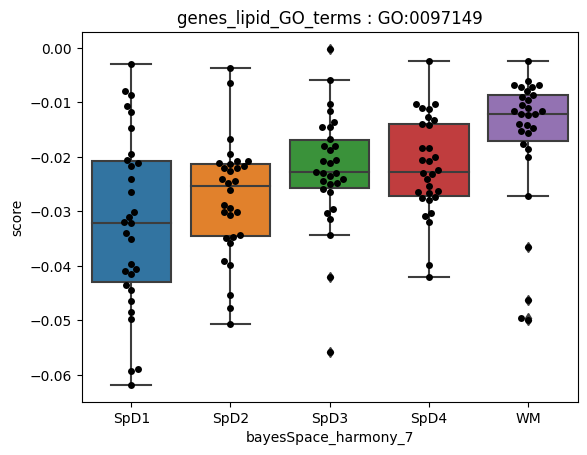 genes_lipid_GO_terms : GO:0097149
score
0.00
−0.01
−0.02
−0.03
−0.04
−0.05
−0.06
SpD1 SpD2 SpD3 SpD4 WM
bayesSpace_harmony_7